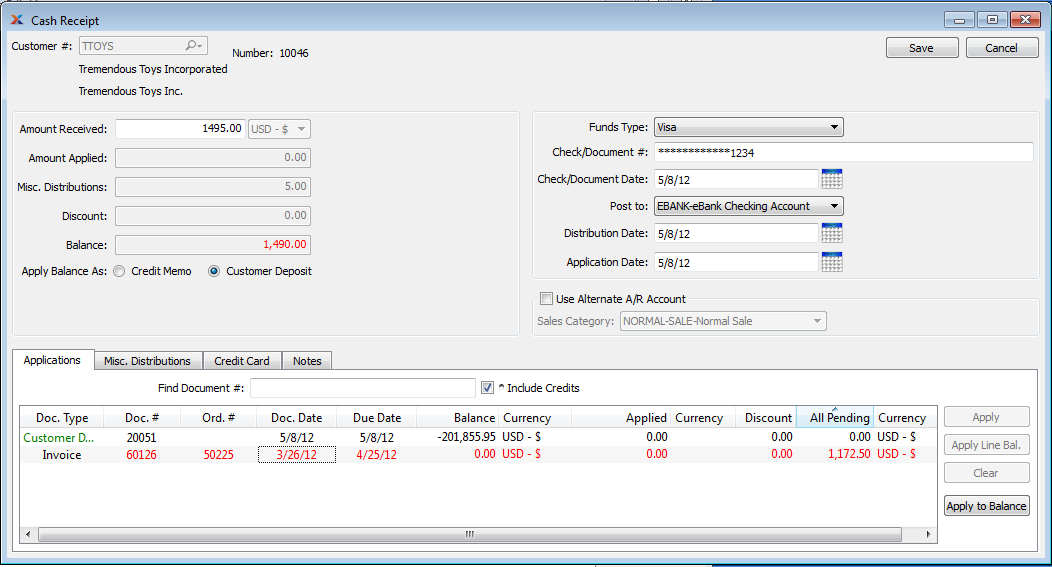 Cash Receipt
Customer #: TTOYS
Number: 10046
Save Cancel
Tremendous Toys Incorporated
Tremendous Toys Inc.
Amount Received: 1495.00 USD - $
Amount Applied: 0.00
Misc. Distributions: 5.00
Discount: 0.00
Balance: 1,490.00
Apply Balance As: Credit Memo Customer Deposit
Funds Type: Visa
Check/Document #: ************1234
Check/Document Date: 5/8/12
Post to: EBANK-eBank Checking Account
Distribution Date: 5/8/12
Application Date: 5/8/12
Use Alternate A/R Account
Sales Category: NORMAL-SALE-Normal Sale
Applications Misc. Distributions Credit Card Notes
Find Document #: * Include Credits
Doc. Type Doc. # Ord. # Doc. Date Due Date Balance Currency Applied Currency Discount All Pending Currency
Customer D... 20051 5/8/12 5/8/12 -201,855.95 USD - $ 0.00 0.00 0.00 USD - $
Invoice 60126 50225 3/26/12 4/25/12 0.00 USD - $ 0.00 0.00 1,172.50 USD - $
Apply
Apply Line Bal.
Clear
Apply to Balance